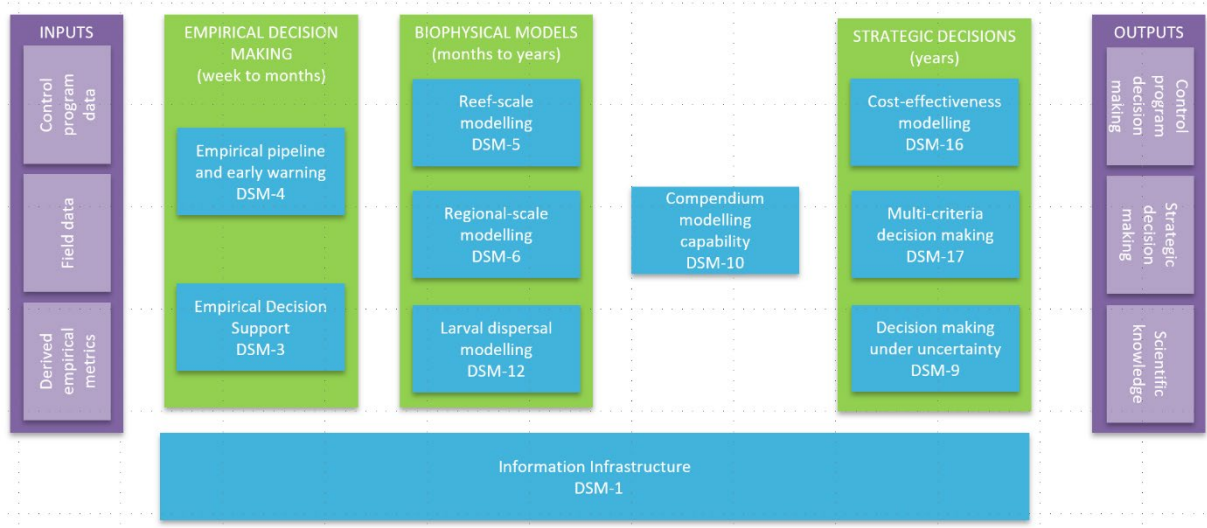 INPUTS
Control
program
data
Field data
Derived
empirical
metrics
EMPIRICAL DECISION
MAKING
(week to months)
Empirical pipeline
and early warning
DSM-4
Empirical Decision
Support
DSM-3
BIOPHYSICAL MODELS
(months to years)
Reef-scale
modelling
DSM-5
Regional-scale
modelling
DSM-6
Larval dispersal
modelling
DSM-12
Compendium
modelling
capability
DSM-10
STRATEGIC DECISIONS
(years)
Cost-effectiveness
modelling
DSM-16
Multi-criteria
decision making
DSM-17
Decision making
under uncertainty
DSM-9
OUTPUTS
Control
program
decision
making
Strategic
decision
making
Scientific
knowledge
Information Infrastructure
DSM-1